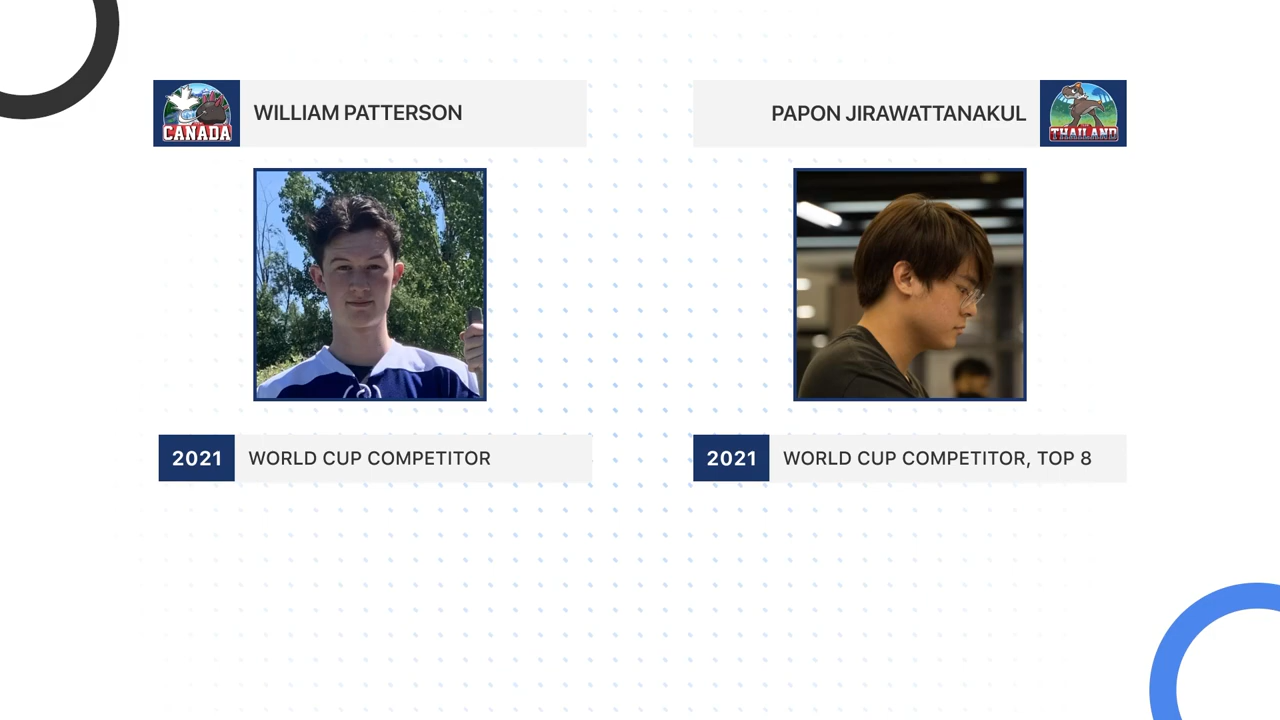 CANADA
WILLIAM PATTERSON
PAPON JIRAWATTANAKUL
THAILAND
2021 WORLD CUP COMPETITOR
2021 WORLD CUP COMPETITOR, TOP 8